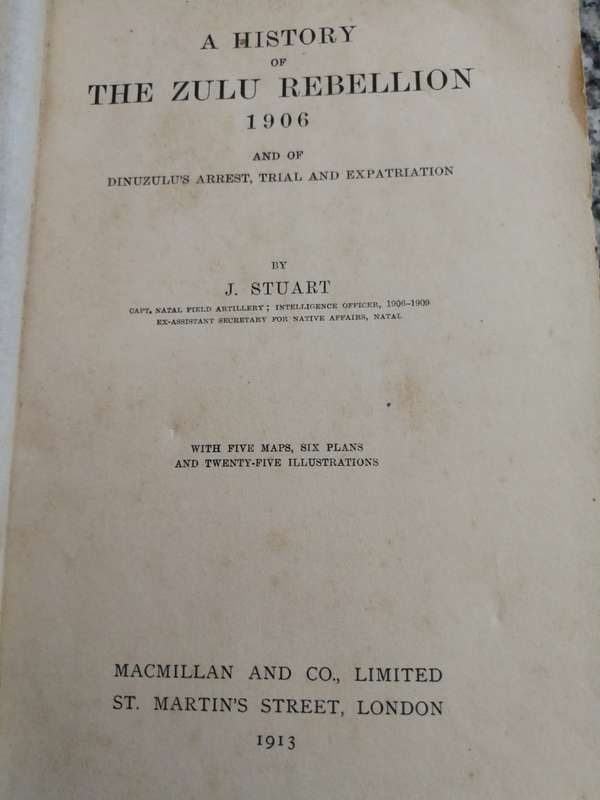 A HISTORY
OF
THE ZULU REBELLION
1906
AND OF
DINUZULU'S ARREST, TRIAL AND EXPATRIATION
BY
J. STUART
CAPT. NATAL FIELD ARTILLERY; INTELLIGENCE OFFICER, 1906-1909
EX-ASSISTANT SECRETARY FOR NATIVE AFFAIRS, NATAL
WITH FIVE MAPS, SIX PLANS
AND TWENTY-FIVE ILLUSTRATIONS
MACMILLAN AND CO., LIMITED
ST. MARTIN'S STREET, LONDON
1913